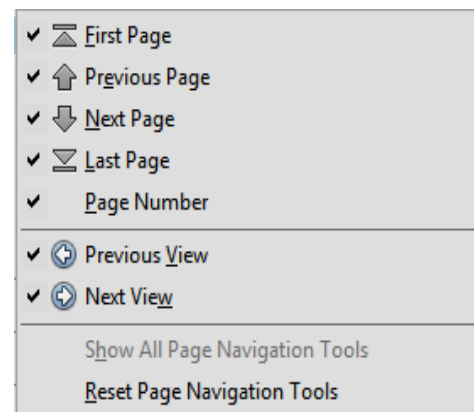 First Page
Previous Page
Next Page
Last Page
Page Number
Previous View
Next View
Show All Page Navigation Tools
Reset Page Navigation Tools